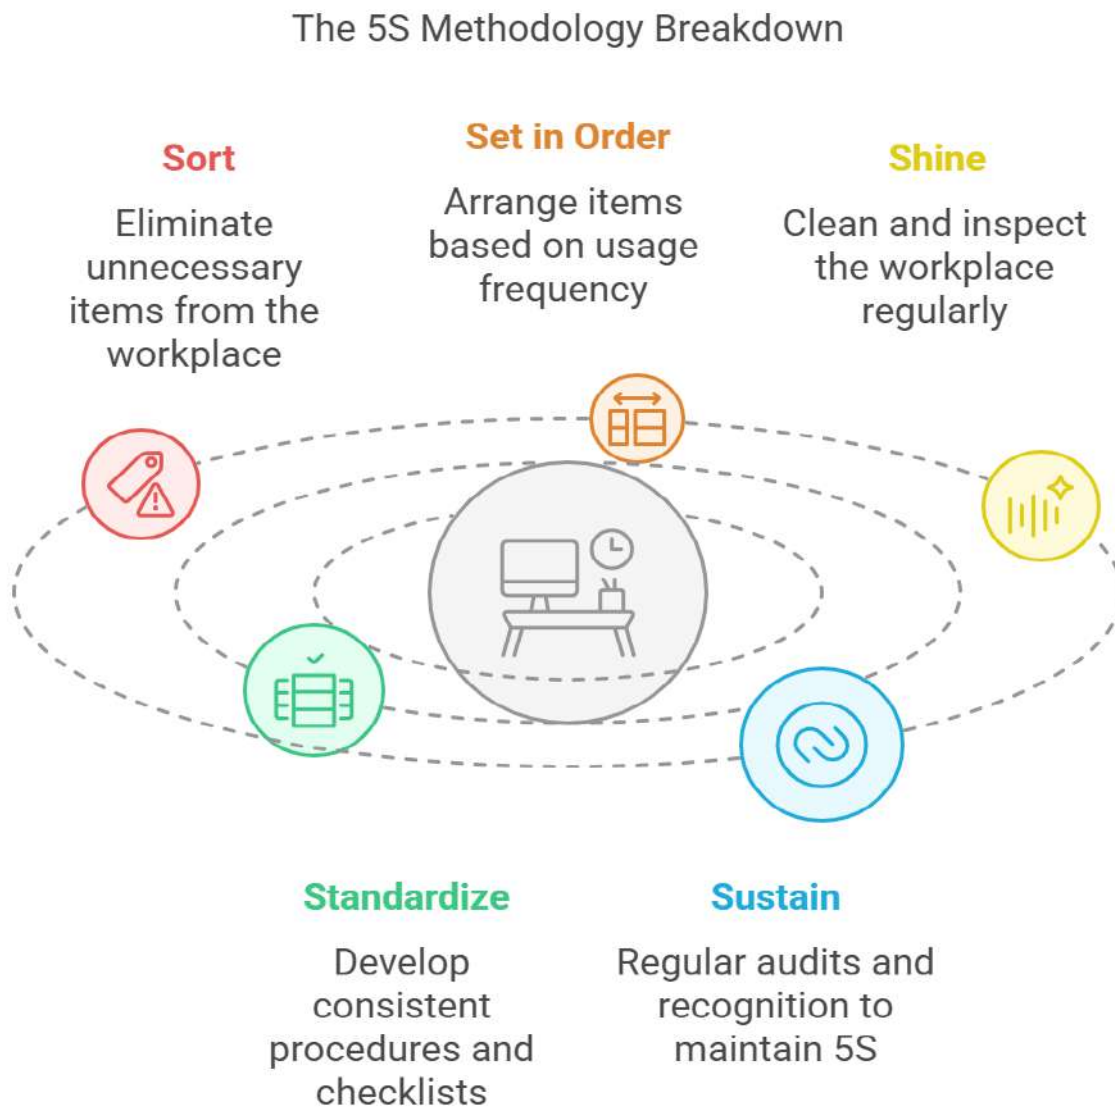 The 5S Methodology Breakdown
Sort
Eliminate
unnecessary
items from the
workplace
Set in Order
Arrange items
based on usage
frequency
Shine
Clean and inspect
the workplace
regularly
Standardize
Develop
consistent
procedures and
checklists
Sustain
Regular audits and
recognition to
maintain 5S